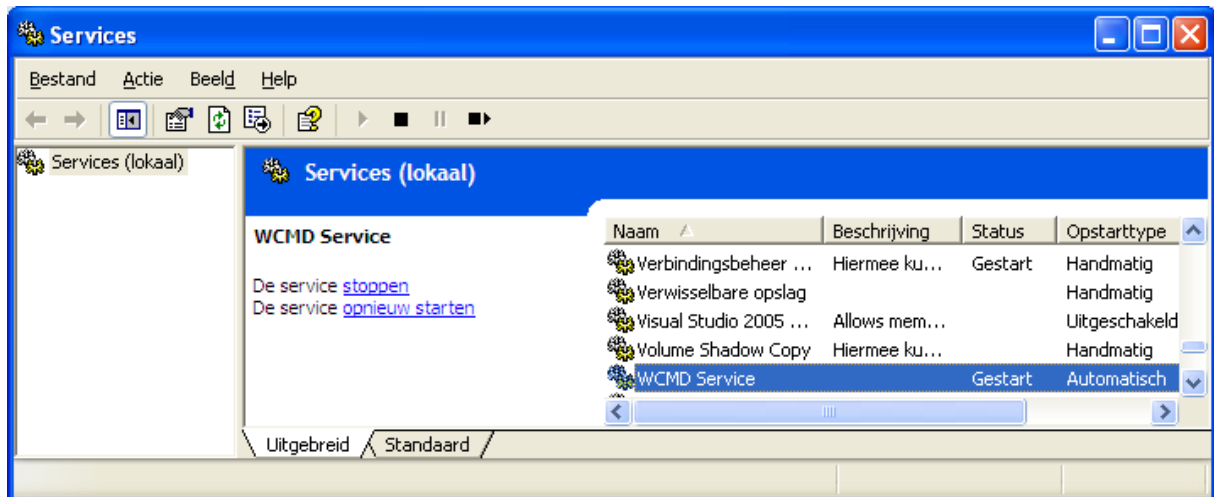 Services
Bestand Actie Beeld Help
Services (lokaal)
Services (lokaal)
WCMD Service
De service stoppen
De service opnieuw starten
Naam Beschrijving Status Opstarttype
Verbindingsbeheer ... Hiermee ku... Gestart Handmatig
Verwisselbare opslag Handmatig
Visual Studio 2005 ... Allows mem... Uitgeschakeld
Volume Shadow Copy Hiermee ku... Handmatig
WCMD Service Gestart Automatisch
Uitgebreid Standaard